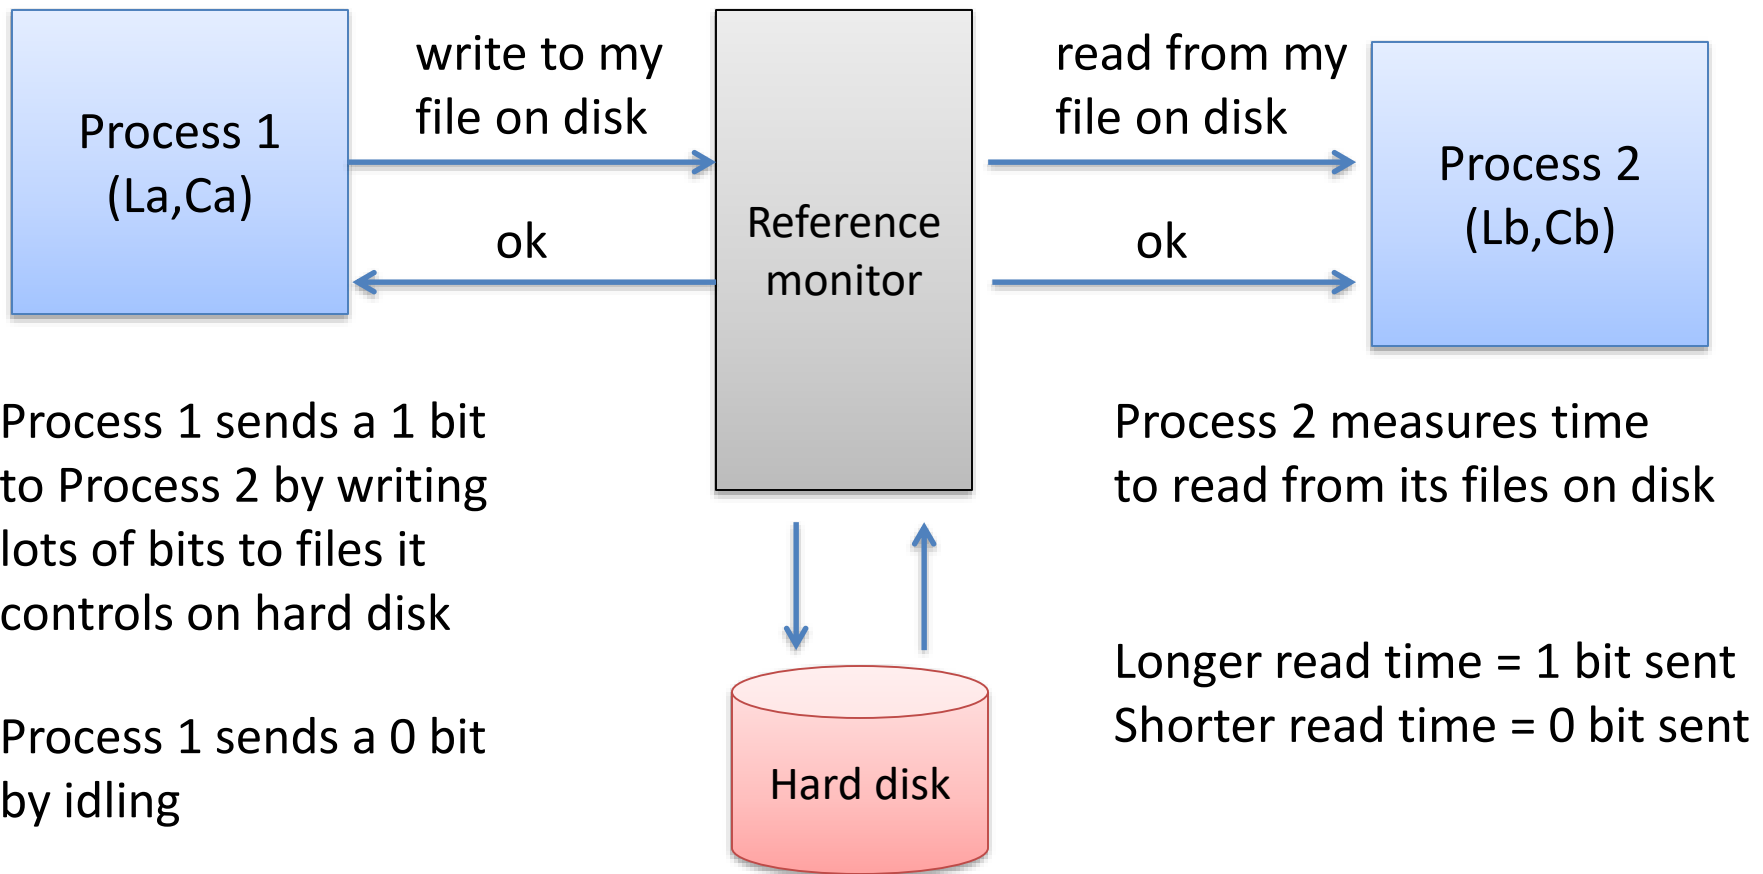 Process 1
(La,Ca)
write to my
file on disk
ok
Reference
monitor
read from my
file on disk
ok
Process 2
(Lb,Cb)
Process 1 sends a 1 bit
to Process 2 by writing
lots of bits to files it
controls on hard disk
Process 1 sends a 0 bit
by idling
Hard disk
Process 2 measures time
to read from its files on disk
Longer read time = 1 bit sent
Shorter read time = 0 bit sent